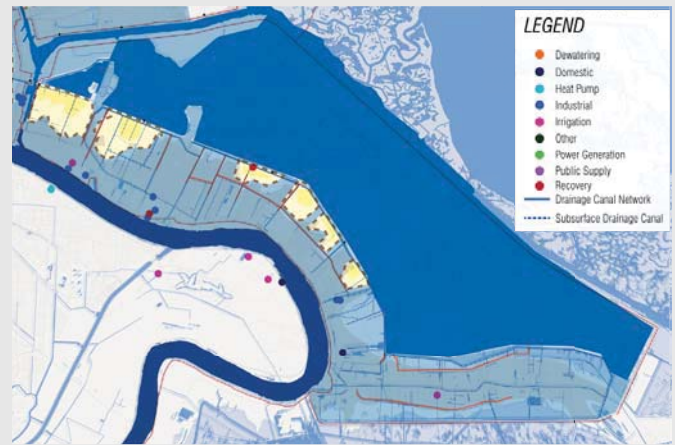 LEGEND
Dewatering
Domestic
Heat Pump
Industrial
Irrigation
Other
Power Generation
Public Supply
Recovery
Drainage Canal Network
Subsurface Drainage Canal